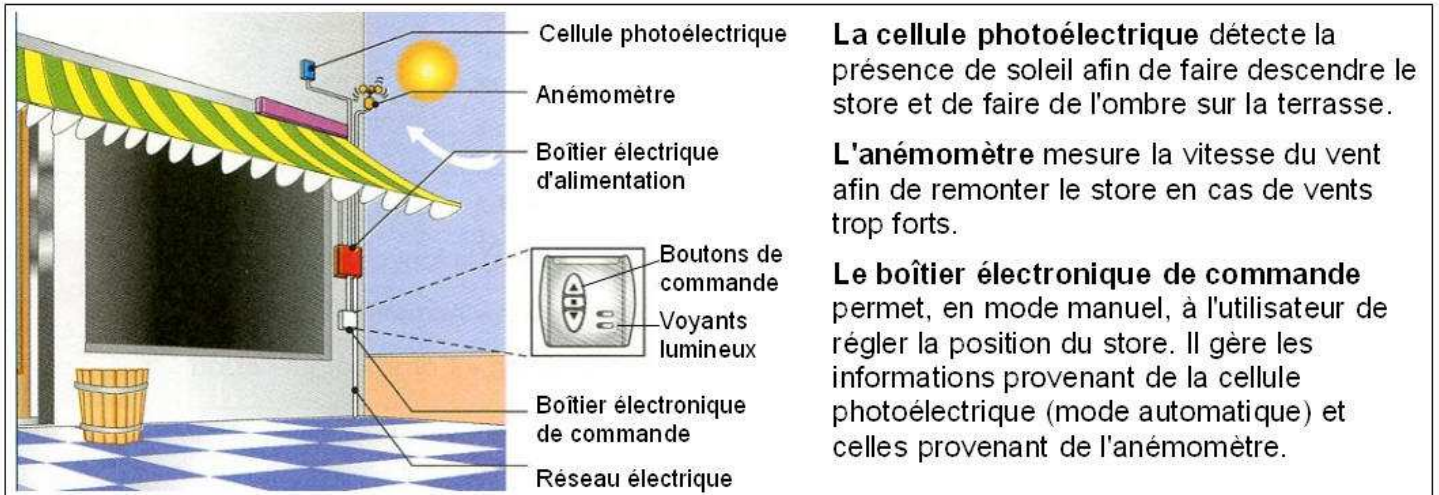 Cellule photoélectrique
Anémomètre
Boîtier électrique
d'alimentation
Boutons de
commande
Voyants
lumineux
Boîtier électronique
de commande
Réseau électrique
La cellule photoélectrique détecte la
présence de soleil afin de faire descendre le
store et de faire de l'ombre sur la terrasse.
L'anémomètre mesure la vitesse du vent
afin de remonter le store en cas de vents
trop forts.
Le boîtier électronique de commande
permet, en mode manuel, à l'utilisateur de
régler la position du store. Il gère les
informations provenant de la cellule
photoélectrique (mode automatique) et
celles provenant de l'anémomètre.